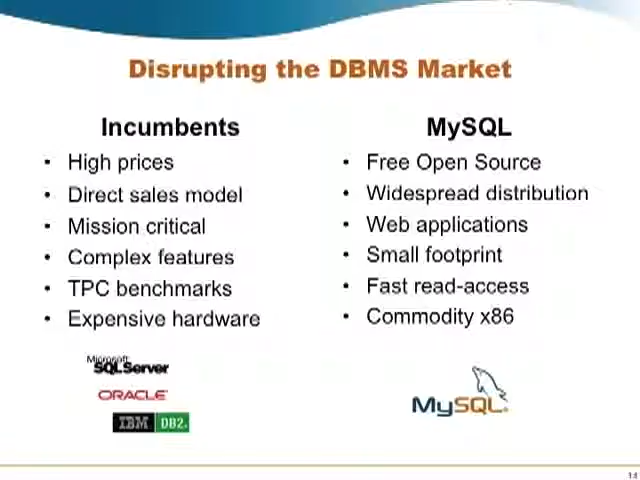 Disrupting the DBMS Market
Incumbents
• High prices
• Direct sales model
• Mission critical
• Complex features
• TPC benchmarks
• Expensive hardware
Microsoft
SQL Server
ORACLE
IBM DB2.
MySQL
• Free Open Source
• Widespread distribution
• Web applications
• Small footprint
• Fast read-access
• Commodity x86
MySQL